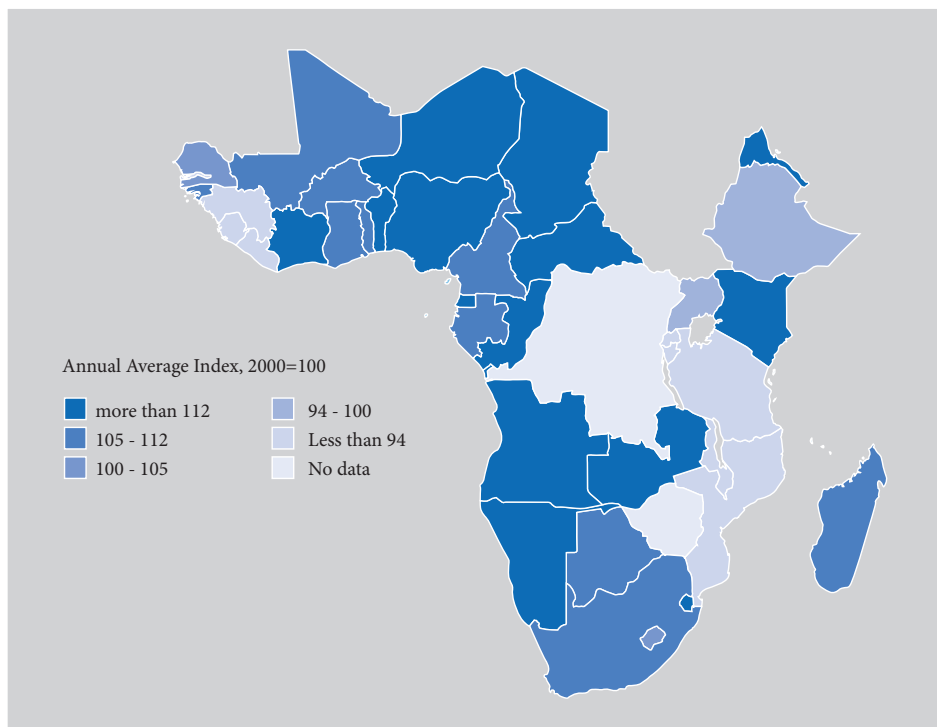 Annual Average Index, 2000=100
more than 112
105 - 112
100 - 105
94 - 100
Less than 94
No data